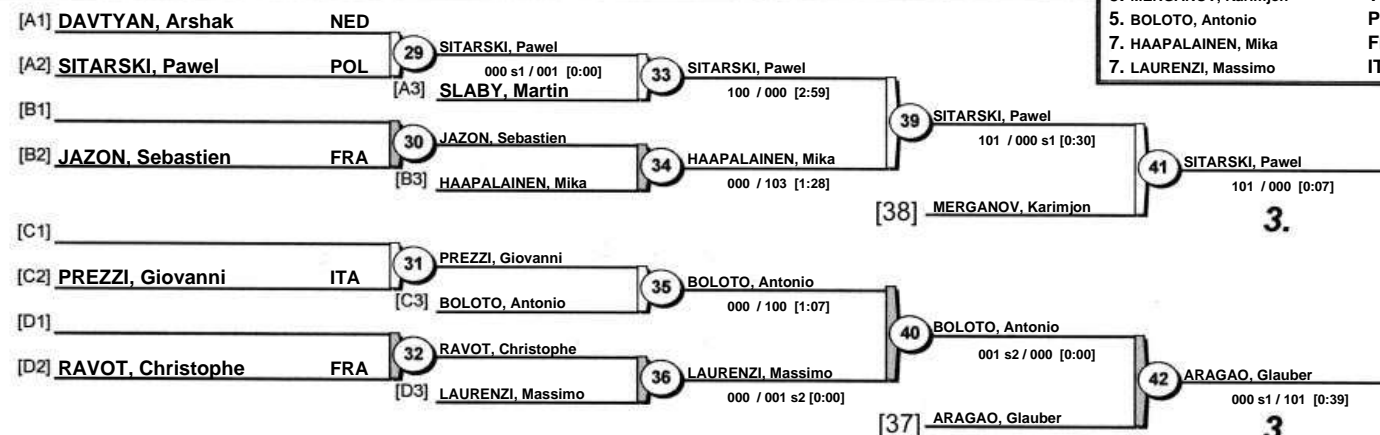 5. BOLOTO, Antonio P
7. HAAPALAINEN, Mika F
7. LAURENZI, Massimo IT
[A1] DAVTYAN, Arshak NED
29 SITARSKI, Pawel
[A2] SITARSKI, Pawel POL
000 s1 / 001 [0:00]
33 SITARSKI, Pawel
[A3] SLABY, Martin
100 / 000 [2:59]
[B1]
39 SITARSKI, Pawel
30 JAZON, Sebastien
101 / 000 s1 [0:30]
[B2] JAZON, Sebastien FRA
34 HAAPALAINEN, Mika
41 SITARSKI, Pawel
[B3] HAAPALAINEN, Mika
000 / 103 [1:28]
101 / 000 [0:07]
[38] MERGANOV, Karimjon
3.
[C1]
31 PREZZI, Giovanni
[C2] PREZZI, Giovanni ITA
35 BOLOTO, Antonio
[C3] BOLOTO, Antonio
000 / 100 [1:07]
[D1]
40 BOLOTO, Antonio
32 RAVOT, Christophe
001 s2 / 000 [0:00]
[D2] RAVOT, Christophe FRA
36 LAURENZI, Massimo
42 ARAGAO, Glauber
[D3] LAURENZI, Massimo
000 / 001 s2 [0:00]
000 s1 / 101 [0:39]
[37] ARAGAO, Glauber
3